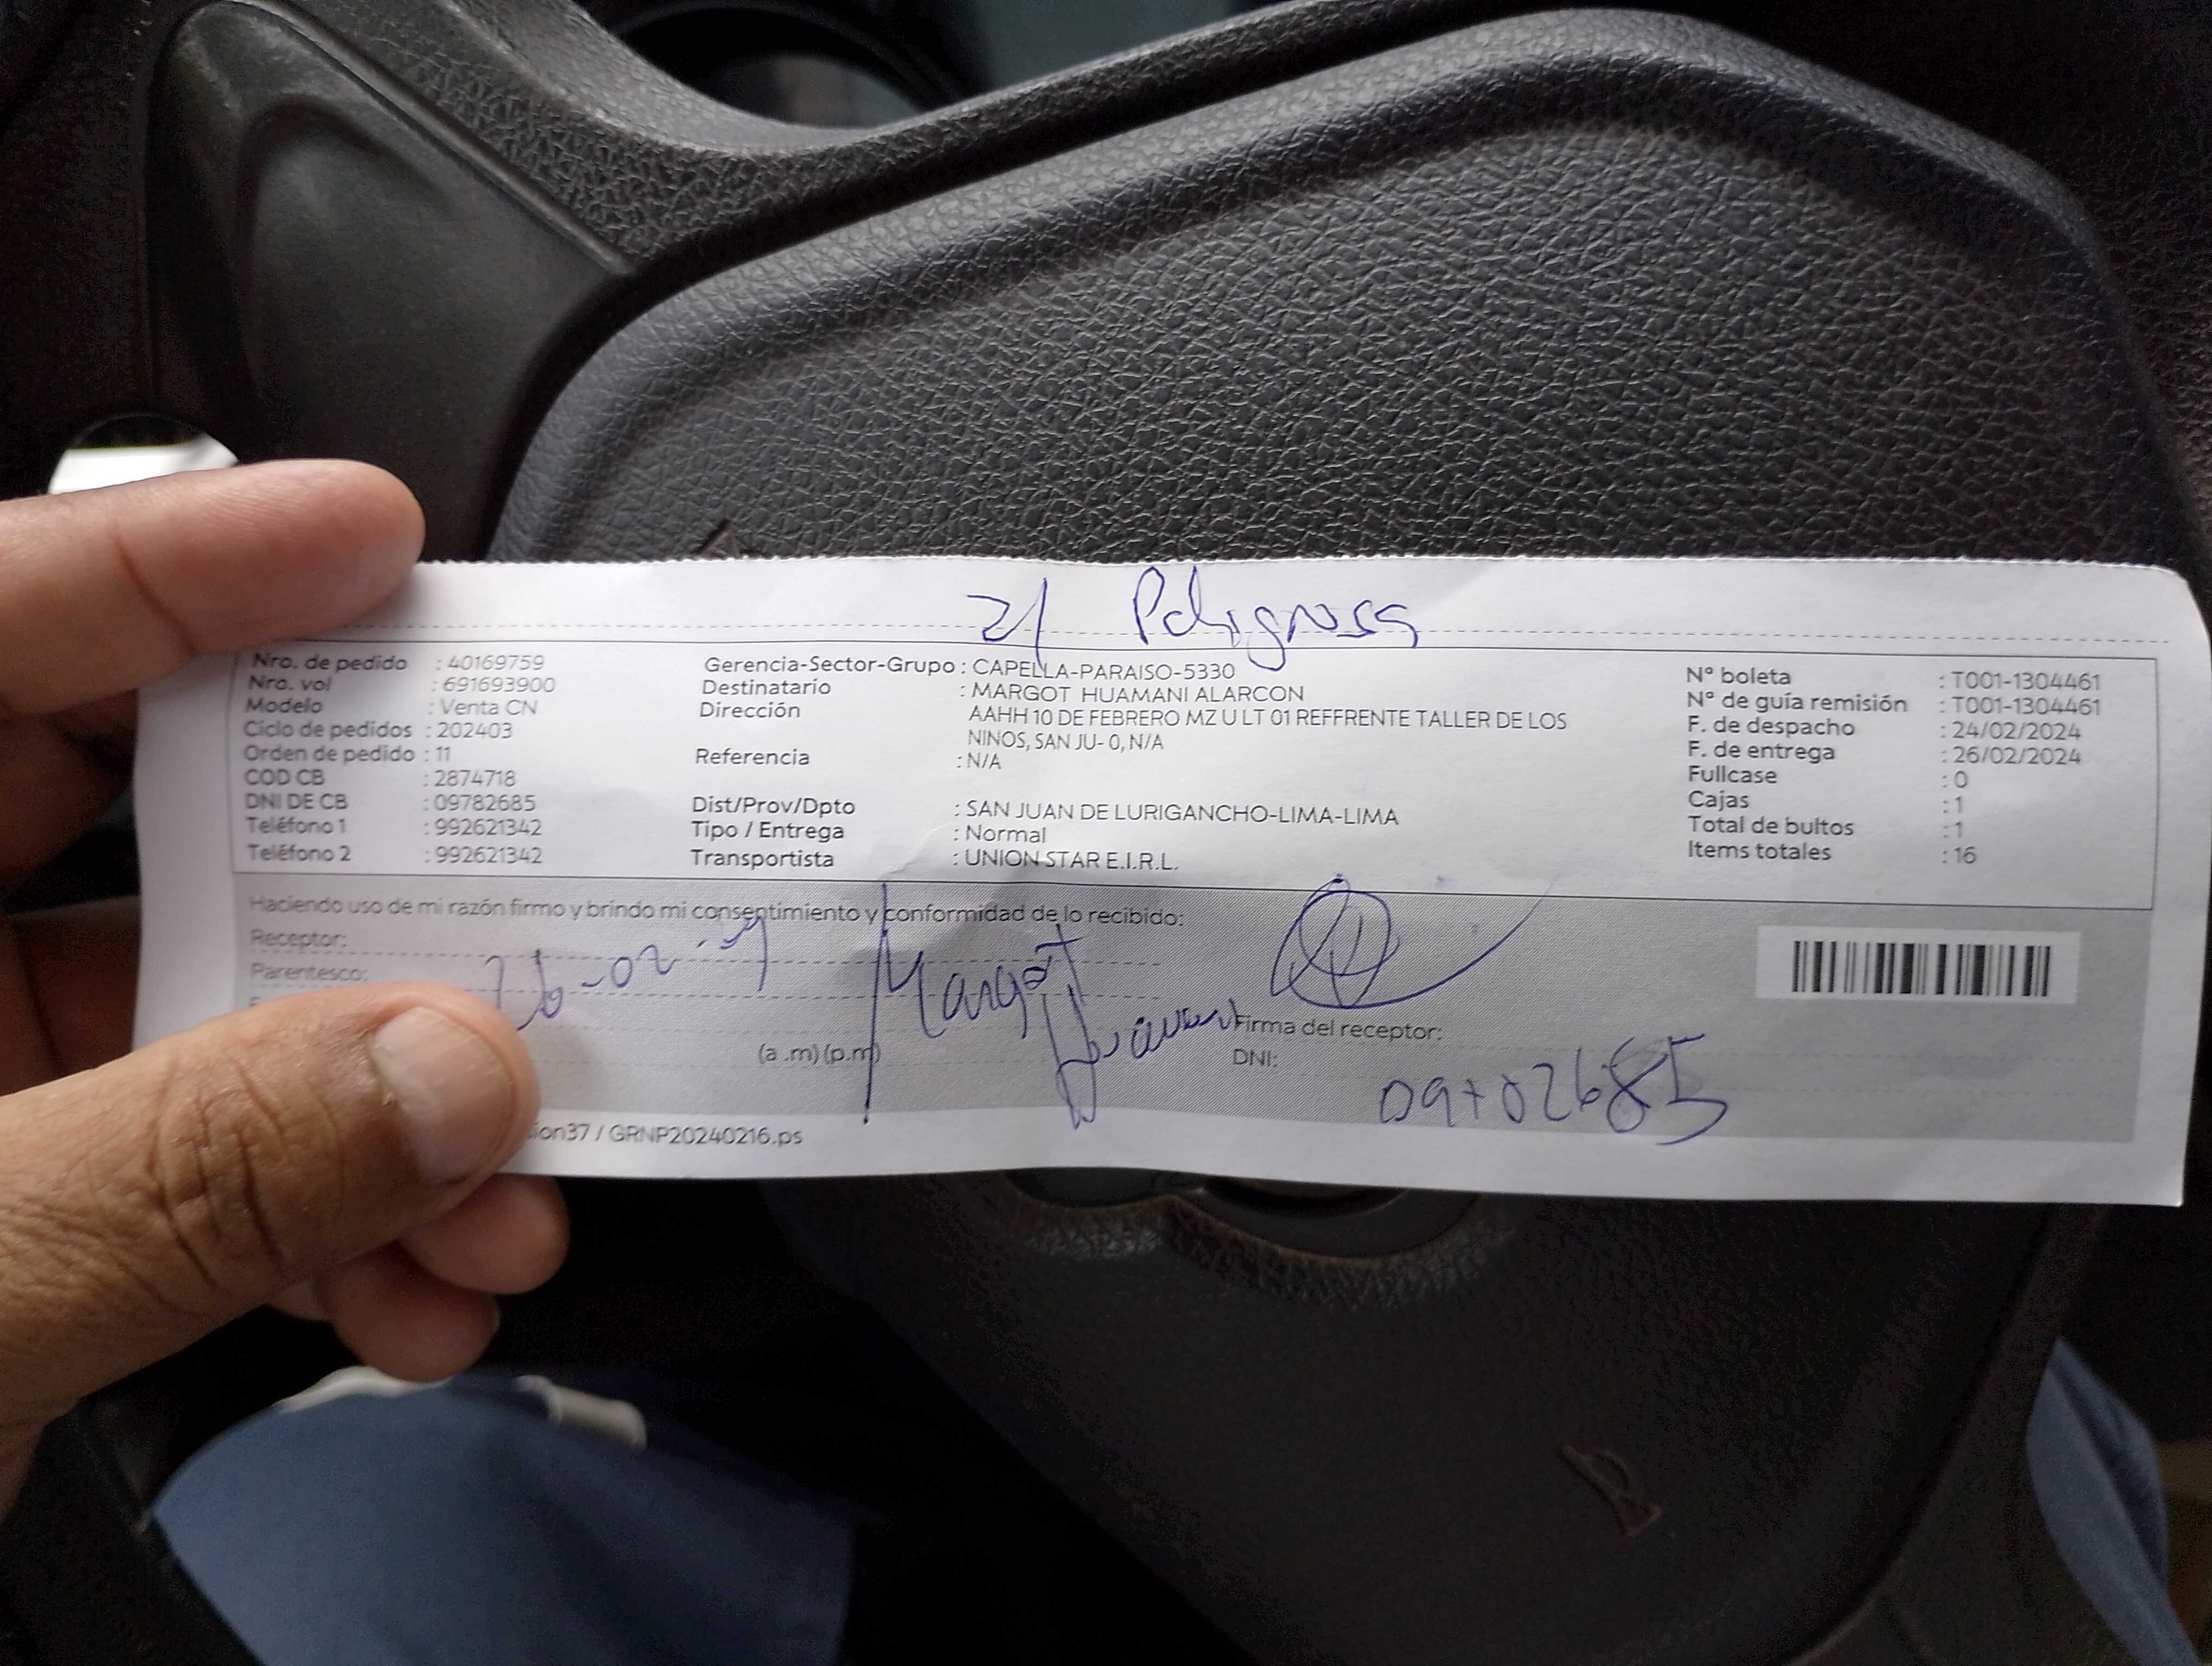 Z/ Peligrosa
Nro. de pedido : 40169759
Nro. vol : 691693900
Modelo : Venta CN
Ciclo de pedidos : 202403
Orden de pedido : 11
COD CB : 2874718
DNI DE CB : 09782685
Teléfono 1 : 992621342
Teléfono 2 : 992621342
Gerencia-Sector-Grupo : CAPELLA-PARAISO-5330
Destinatario : MARGOT HUAMANI ALARCON
Dirección AAHH 10 DE FEBRERO MZ U LT 01 REFFRENTE TALLER DE LOS
NINOS, SAN JU- 0, N/A
Referencia : N/A
Dist/Prov/Dpto : SAN JUAN DE LURIGANCHO-LIMA-LIMA
Tipo / Entrega : Normal
Transportista : UNION STAR E.I.R.L.
Nº boleta : T001-1304461
Nº de guía remisión : T001-1304461
F. de despacho : 24/02/2024
F. de entrega : 26/02/2024
Fullcase : 0
Cajas : 1
Total de bultos : 1
Items totales : 16
Haciendo uso de mi razón firmo y brindo mi consentimiento y conformidad de lo recibido:
Receptor:
Parentesco:
26-02
Margot
(a .m) (p.m)
Firma del receptor:
DNI:
09702685
ion37 / GRNP20240216.ps